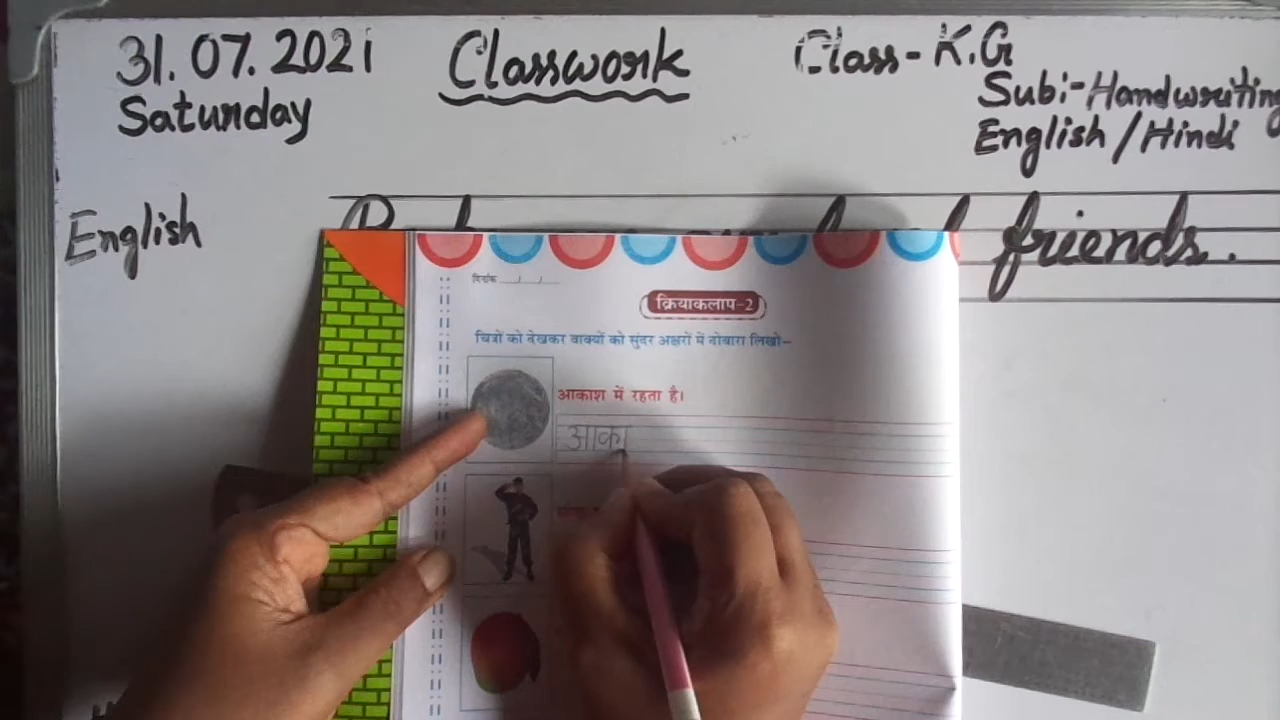 31.07.2021
Saturday
Classwork
Class-K.G
Sub:-Handwriting
English/Hindi
English
friends.
दिनांक
क्रियाकलाप-2
चित्रों को देखकर वाक्यों को सुंदर अक्षरों में दोबारा लिखो-
आकाश में रहता है।
आका